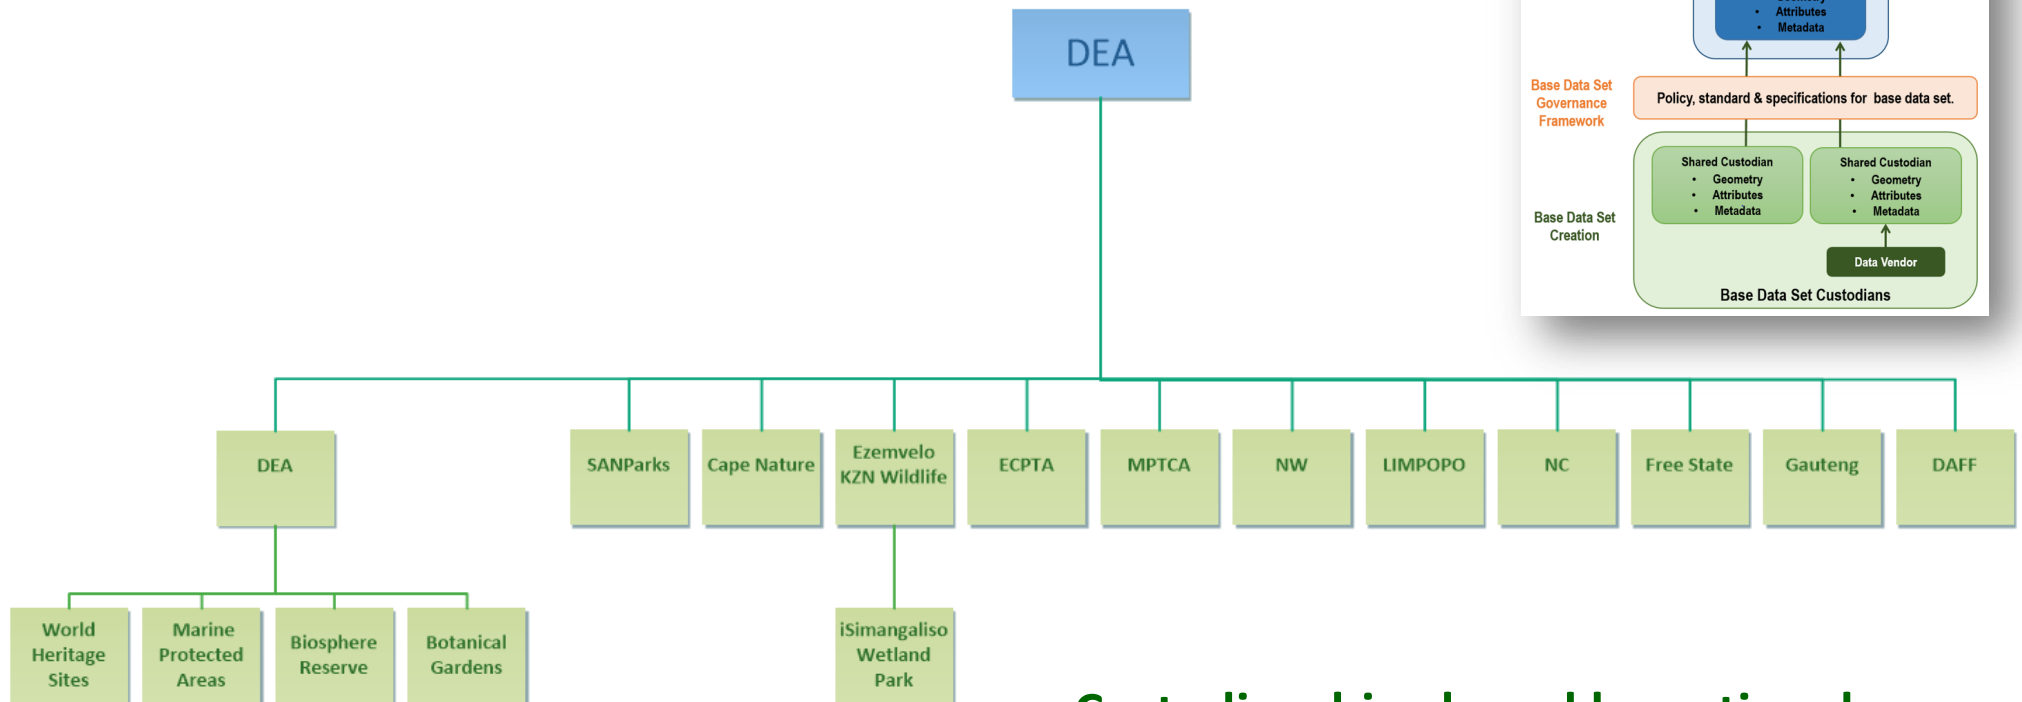 DEA
Attributes
Metadata
Base Data Set
Governance
Framework
Policy, standard & specifications for base data set.
Shared Custodian
• Geometry
• Attributes
• Metadata
Shared Custodian
• Geometry
• Attributes
• Metadata
Base Data Set
Creation
Data Vendor
Base Data Set Custodians
DEA
SANParks
Cape Nature
Ezemvelo
KZN Wildlife
ECPTA
MPTCA
NW
LIMPOPO
NC
Free State
Gauteng
DAFF
World
Heritage
Sites
Marine
Protected
Areas
Biosphere
Reserve
Botanical
Gardens
iSimangaliso
Wetland
Park